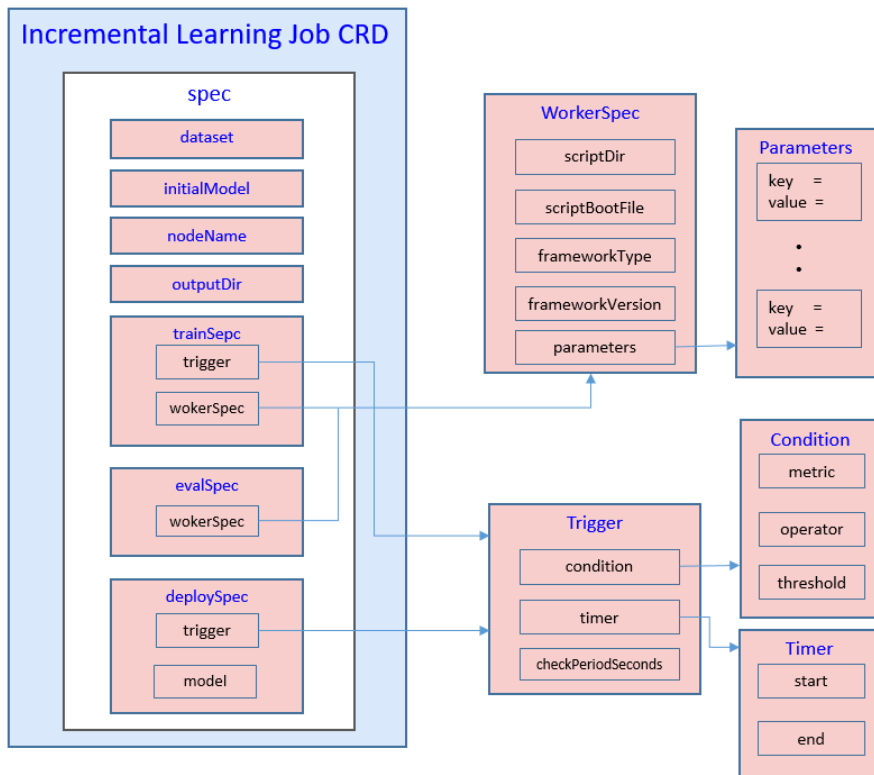 Incremental Learning Job CRD
spec
dataset
initialModel
nodeName
outputDir
trainSepc
trigger
wokerSpec
evalSpec
wokerSpec
deploySpec
trigger
model
WorkerSpec
scriptDir
scriptBootFile
frameworkType
frameworkVersion
parameters
Parameters
key =
value =
key =
value =
Trigger
condition
timer
checkPeriodSeconds
Condition
metric
operator
threshold
Timer
start
end